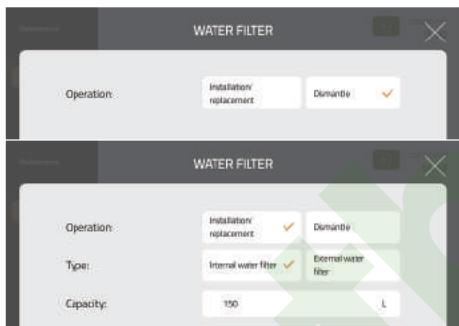 WATER FILTER
Operation:
Installation/
replacement
Dismantle
WATER FILTER
Operation:
Installation/
replacement
Dismantle
Type:
Internal water filter
External water
filter
Capacity:
150
L